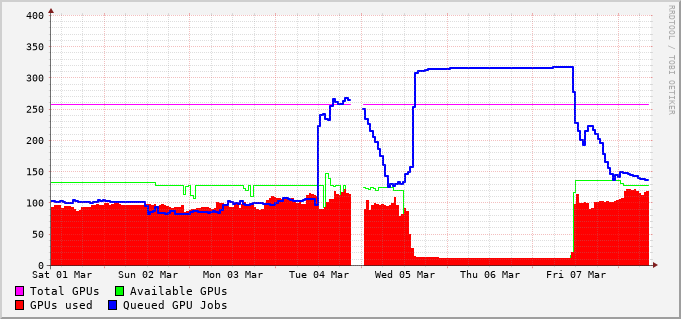 400
350
300
250
200
150
100
50
0
Sat 01 Mar Sun 02 Mar Mon 03 Mar Tue 04 Mar Wed 05 Mar Thu 06 Mar Fri 07 Mar
Total GPUs Available GPUs
GPUs used Queued GPU Jobs
RRDTOOL / TOBI OETIKER